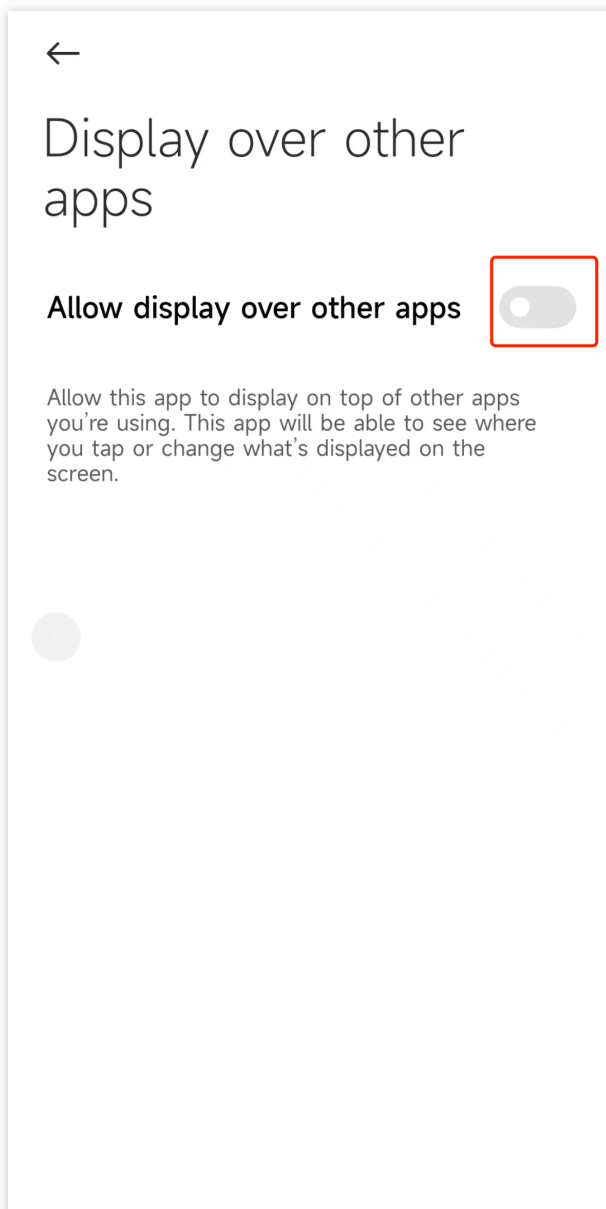 Display over other
apps
Allow display over other apps
Allow this app to display on top of other apps
you’re using. This app will be able to see where
you tap or change what’s displayed on the
screen.